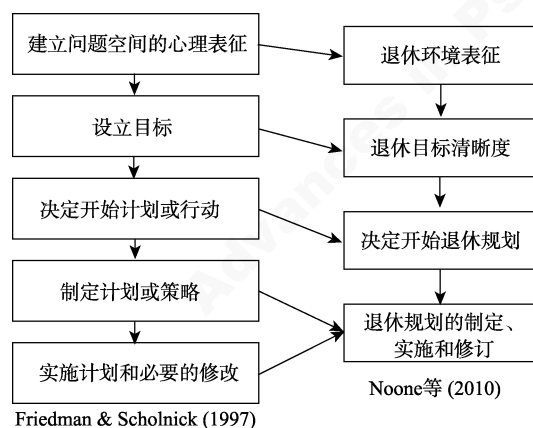 建立问题空间的心理表征
设立目标
决定开始计划或行动
制定计划或策略
实施计划和必要的修改
Friedman & Scholnick (1997)
退休环境表征
退休目标清晰度
决定开始退休规划
退休规划的制定、
实施和修订
Noone等 (2010)
Advances in Ps